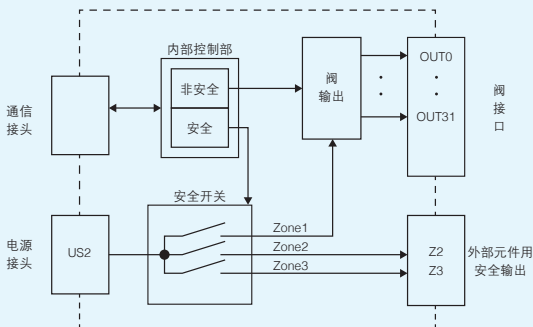 内部控制部
非安全
安全
通信
接头
阀
输出
OUT0
OUT31
阀
接
口
安全开关
Zone1
Zone2
Zone3
电源
接头
US2
Z2
Z3
外部元件用
安全输出